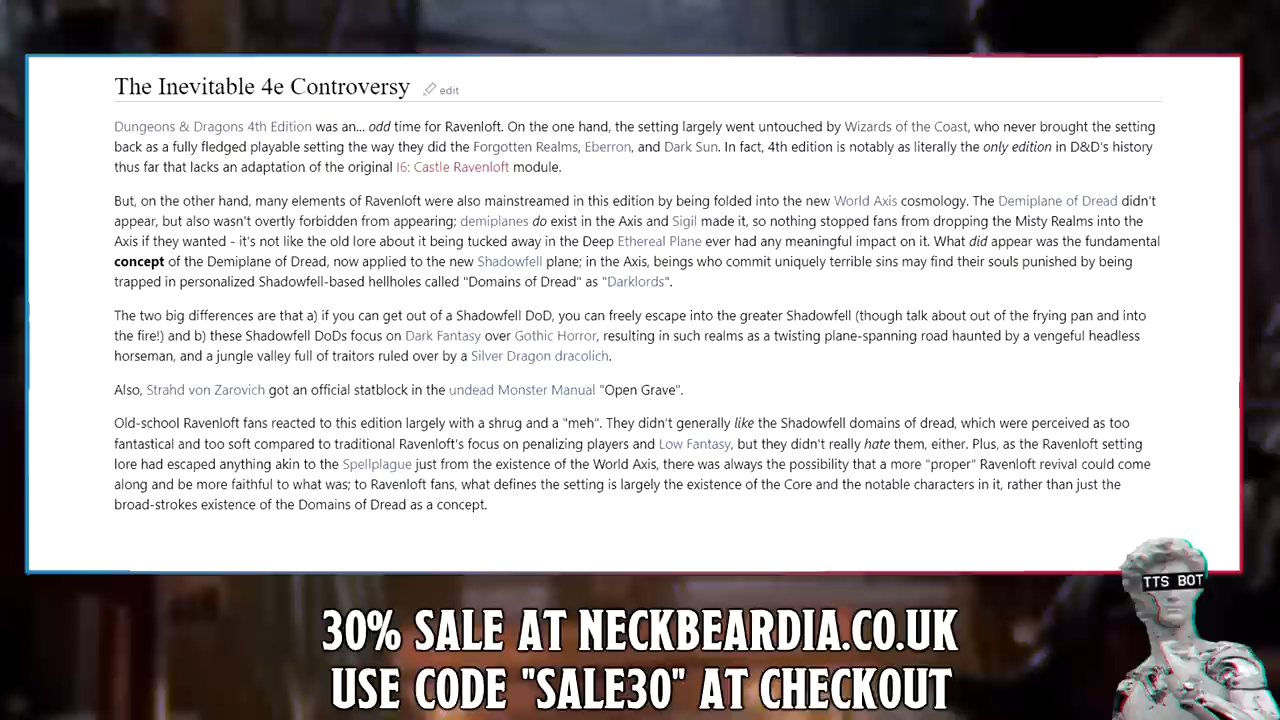 The Inevitable 4e Controversy edit
Dungeons & Dragons 4th Edition was an... odd time for Ravenloft. On the one hand, the setting largely went untouched by Wizards of the Coast, who never brought the setting
back as a fully fledged playable setting the way they did the Forgotten Realms, Eberron, and Dark Sun. In fact, 4th edition is notably as literally the only edition in D&D's history
thus far that lacks an adaptation of the original I6: Castle Ravenloft module.
But, on the other hand, many elements of Ravenloft were also mainstreamed in this edition by being folded into the new World Axis cosmology. The Demiplane of Dread didn't
appear, but also wasn't overtly forbidden from appearing; demiplanes do exist in the Axis and Sigil made it, so nothing stopped fans from dropping the Misty Realms into the
Axis if they wanted - it's not like the old lore about it being tucked away in the Deep Ethereal Plane ever had any meaningful impact on it. What did appear was the fundamental
concept of the Demiplane of Dread, now applied to the new Shadowfell plane; in the Axis, beings who commit uniquely terrible sins may find their souls punished by being
trapped in personalized Shadowfell-based hellholes called "Domains of Dread" as "Darklords".
The two big differences are that a) if you can get out of a Shadowfell DoD, you can freely escape into the greater Shadowfell (though talk about out of the frying pan and into
the fire!) and b) these Shadowfell DoDs focus on Dark Fantasy over Gothic Horror, resulting in such realms as a twisting plane-spanning road haunted by a vengeful headless
horseman, and a jungle valley full of traitors ruled over by a Silver Dragon dracolich.
Also, Strahd von Zarovich got an official statblock in the undead Monster Manual "Open Grave".
Old-school Ravenloft fans reacted to this edition largely with a shrug and a "meh". They didn't generally like the Shadowfell domains of dread, which were perceived as too
fantastical and too soft compared to traditional Ravenloft's focus on penalizing players and Low Fantasy, but they didn't really hate them, either. Plus, as the Ravenloft setting
lore had escaped anything akin to the Spellplague just from the existence of the World Axis, there was always the possibility that a more "proper" Ravenloft revival could come
along and be more faithful to what was; to Ravenloft fans, what defines the setting is largely the existence of the Core and the notable characters in it, rather than just the
broad-strokes existence of the Domains of Dread as a concept.
TTS BOT
30% SALE AT NECKBEARDIA.CO.UK
USE CODE "SALE30" AT CHECKOUT